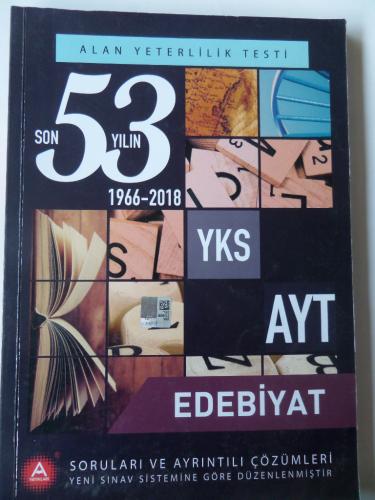 ALAN YETERLİLİK TESTİ
SON 53 YILIN
1966-2018
YKS
AYT
EDEBİYAT
A
YAYINLARI
SORULARI VE AYRINTILI ÇÖZÜMLERİ
YENİ SINAV SİSTEMİNE GÖRE DÜZENLENMİŞTİR.